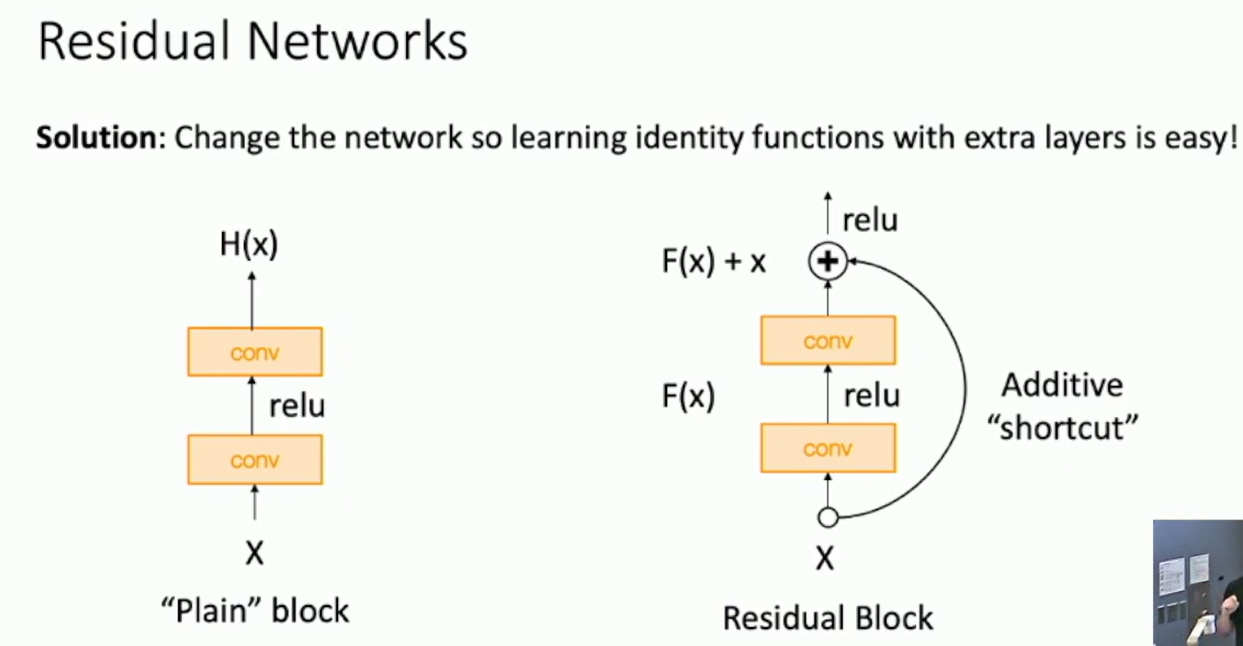 Residual Networks
Solution: Change the network so learning identity functions with extra layers is easy!
H(x)
conv
relu
conv
X
"Plain" block
relu
F(x) + x
conv
F(x)
relu
conv
X
Additive
"shortcut"
Residual Block